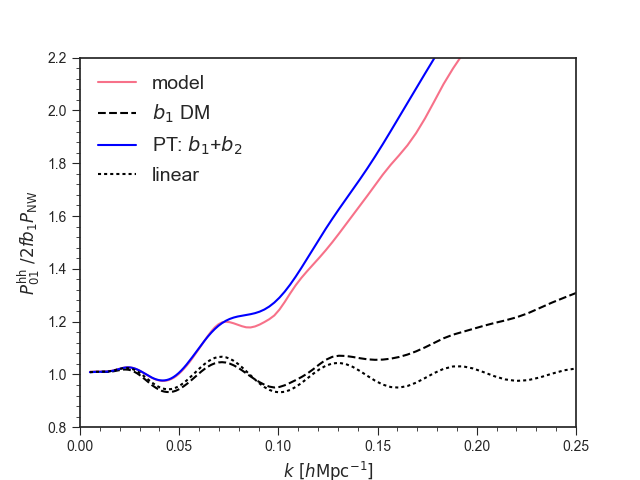 2.2
2.0
1.8
1.6
1.4
1.2
1.0
0.8
P₀₁ʰʰ /2fb₁P_NW
model
b₁ DM
PT: b₁+b₂
linear
0.00 0.05 0.10 0.15 0.20 0.25
k [hMpc⁻¹]